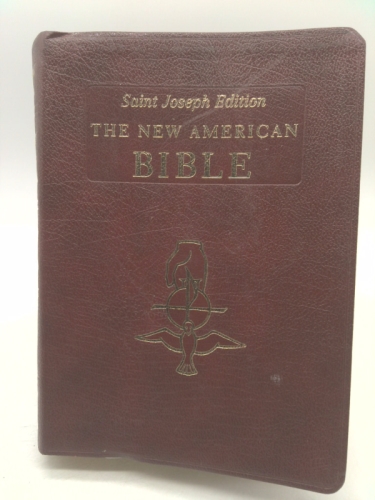 Saint Joseph Edition
THE NEW AMERICAN
BIBLE